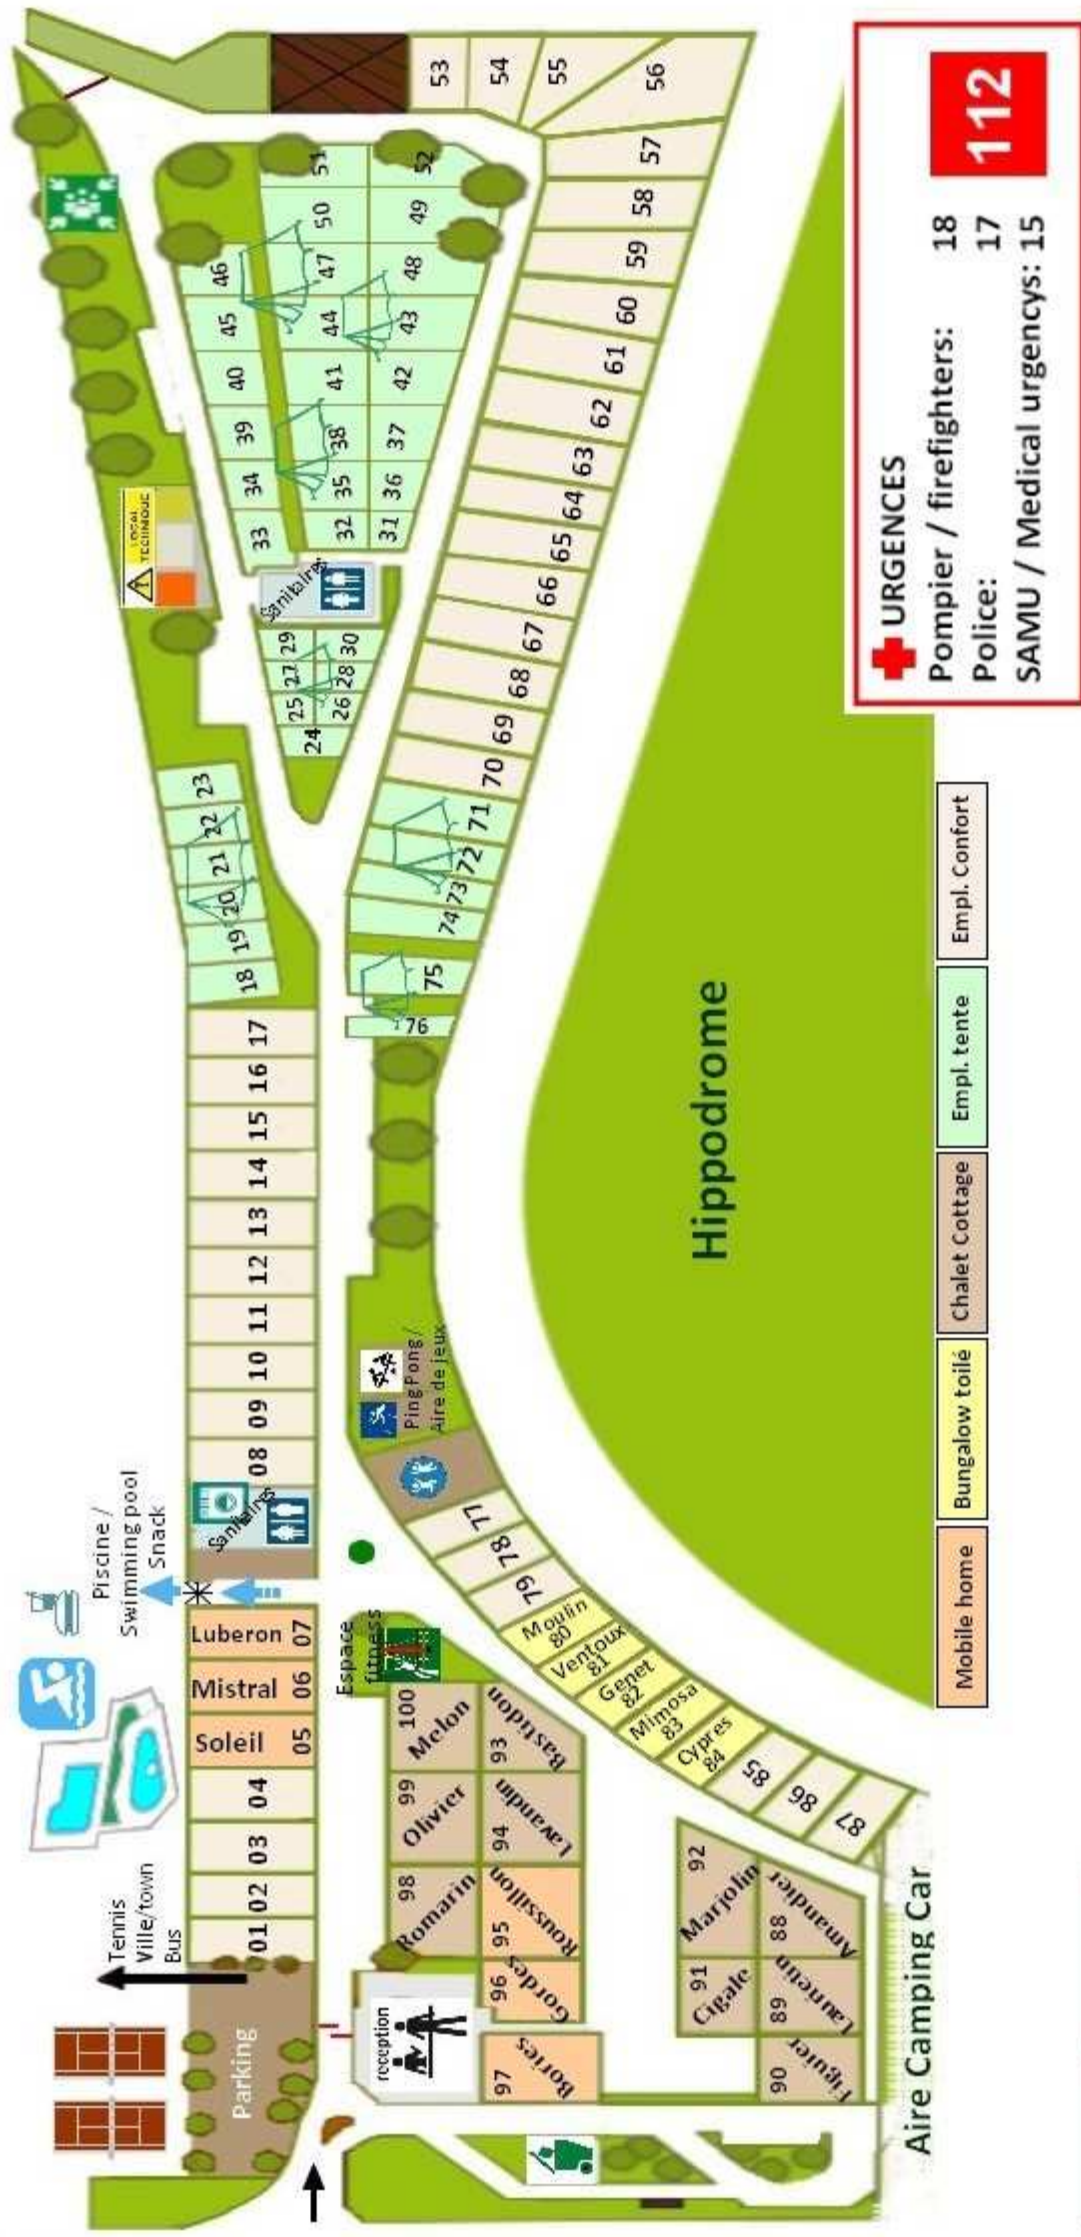 Tennis
Ville/town
Bus
Piscine /
Swimming pool
Snack
Parking
01
02
03
04
Soleil 05
Mistral 06
Luberon 07
Sanitaires
08
09
10
11
12
13
14
15
16
17
18
19
20
21
22
23
LOCAL
TECHNIQUE
24
25
26
27
28
29
30
Sanitaires
31
32
33
34
35
36
37
38
39
40
41
42
43
44
45
46
47
48
49
50
51
52
53
54
55
56
57
58
59
60
61
62
63
64
65
66
67
68
69
70
71
72
73
74
75
76
PingPong /
Aire de jeux
77
78
79
Moulin
80
Ventoux
81
Genet
82
Mimosa
83
Cypres
84
85
86
87
Espace
fitness
reception
100
Melon
99
Olivier
98
Romarin
93
Bastidon
94
Lavandin
95
Roussillon
96
Gordes
97
Bories
92
Marjolin
91
Cigale
88
Amandier
89
Lauretin
90
Figuier
Aire Camping Car
Hippodrome
Mobile home
Bungalow toilé
Chalet Cottage
Empl. tente
Empl. Confort
URGENCES
112
Pompier / firefighters: 18
Police: 17
SAMU / Medical urgencys: 15